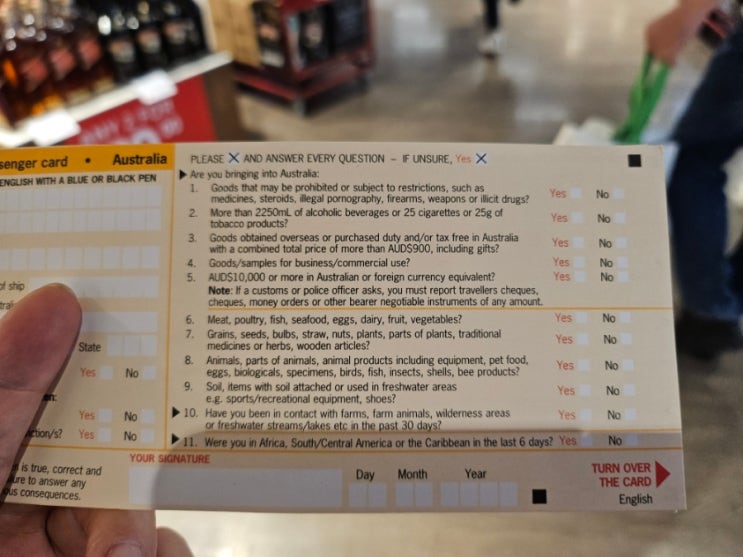 senger card • Australia
ENGLISH WITH A BLUE OR BLACK PEN
of ship
State
Yes No
en:
Yes No
ction/s? Yes No
is true, correct and
ure to answer any
ous consequences.
PLEASE X AND ANSWER EVERY QUESTION – IF UNSURE, Yes X
Are you bringing into Australia:
1. Goods that may be prohibited or subject to restrictions, such as
medicines, steroids, illegal pornography, firearms, weapons or illicit drugs? Yes No
2. More than 2250mL of alcoholic beverages or 25 cigarettes or 25g of
tobacco products? Yes No
3. Goods obtained overseas or purchased duty and/or tax free in Australia
with a combined total price of more than AUD$900, including gifts? Yes No
4. Goods/samples for business/commercial use? Yes No
5. AUD$10,000 or more in Australian or foreign currency equivalent? Yes No
Note: If a customs or police officer asks, you must report travellers cheques,
cheques, money orders or other bearer negotiable instruments of any amount.
6. Meat, poultry, fish, seafood, eggs, dairy, fruit, vegetables? Yes No
7. Grains, seeds, bulbs, straw, nuts, plants, parts of plants, traditional
medicines or herbs, wooden articles? Yes No
8. Animals, parts of animals, animal products including equipment, pet food,
eggs, biologicals, specimens, birds, fish, insects, shells, bee products? Yes No
9. Soil, items with soil attached or used in freshwater areas
e.g. sports/recreational equipment, shoes? Yes No
10. Have you been in contact with farms, farm animals, wilderness areas
or freshwater streams/lakes etc in the past 30 days? Yes No
11. Were you in Africa, South/Central America or the Caribbean in the last 6 days? Yes No
YOUR SIGNATURE
Day Month Year
TURN OVER
THE CARD
English